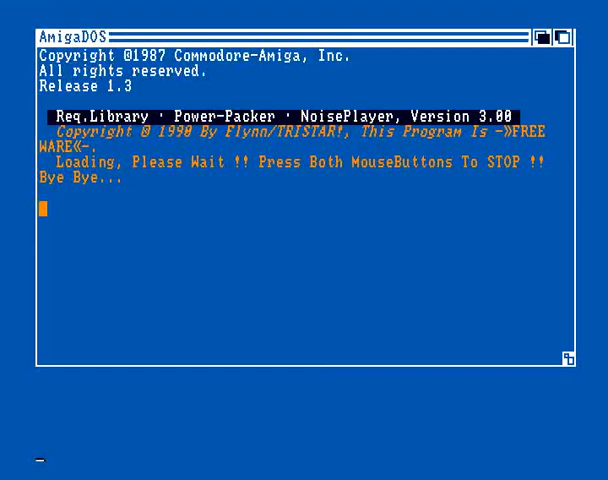 AmigaDOS
Copyright @1987 Commodore-Amiga, Inc.
All rights reserved.
Release 1.3
Req.Library · Power-Packer · NoisePlayer, Version 3.00
Copyright @ 1990 By Flynn/TRISTAR!, This Program Is -»FREE
WARE«-.
Loading, Please Wait !! Press Both MouseButtons To STOP !!
Bye Bye...